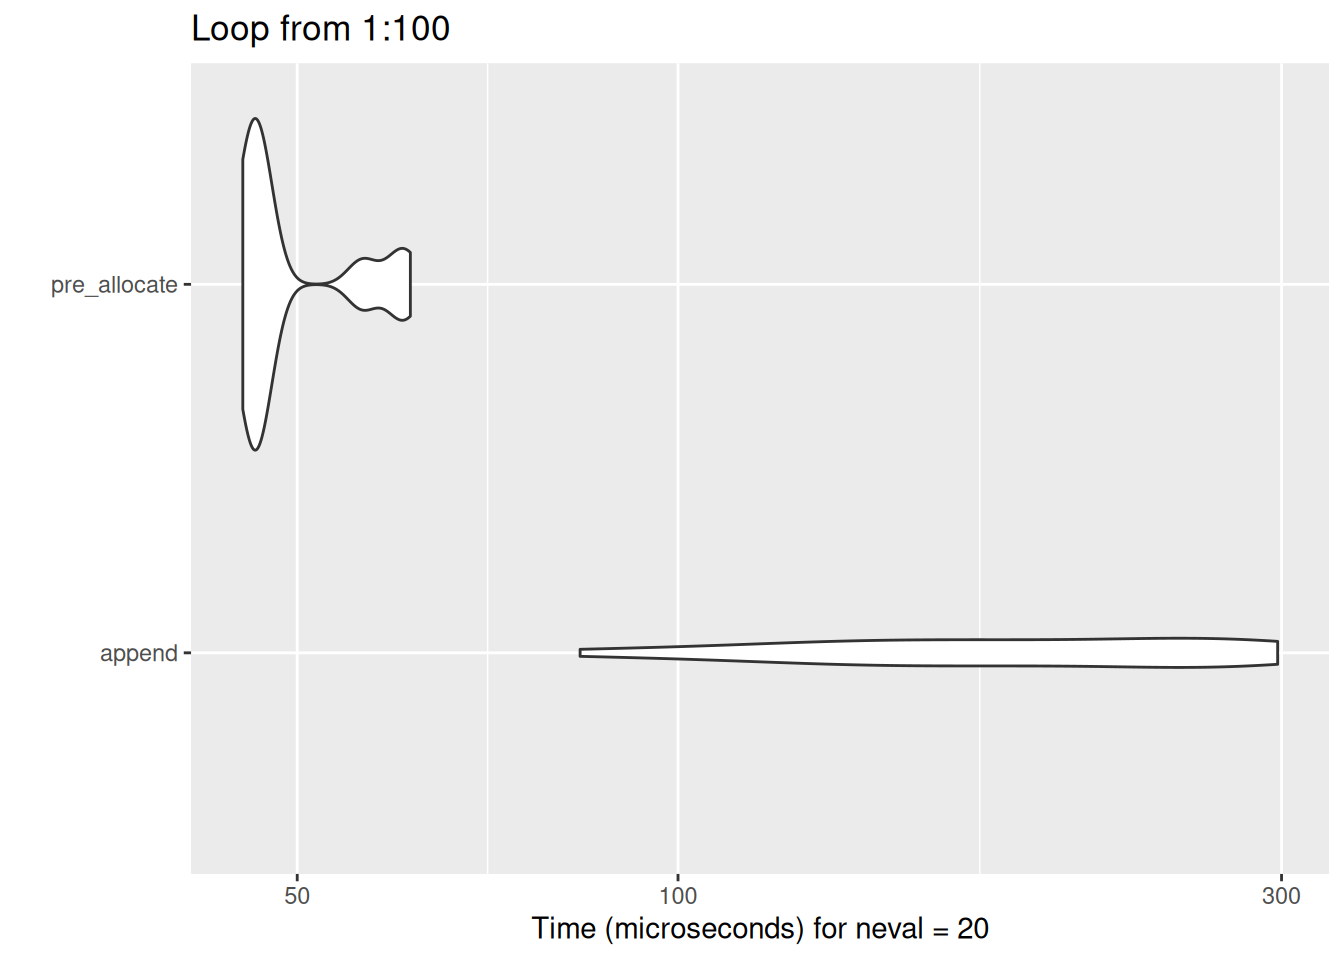 Loop from 1:100
pre_allocate
append
50
100
300
Time (microseconds) for neval = 20